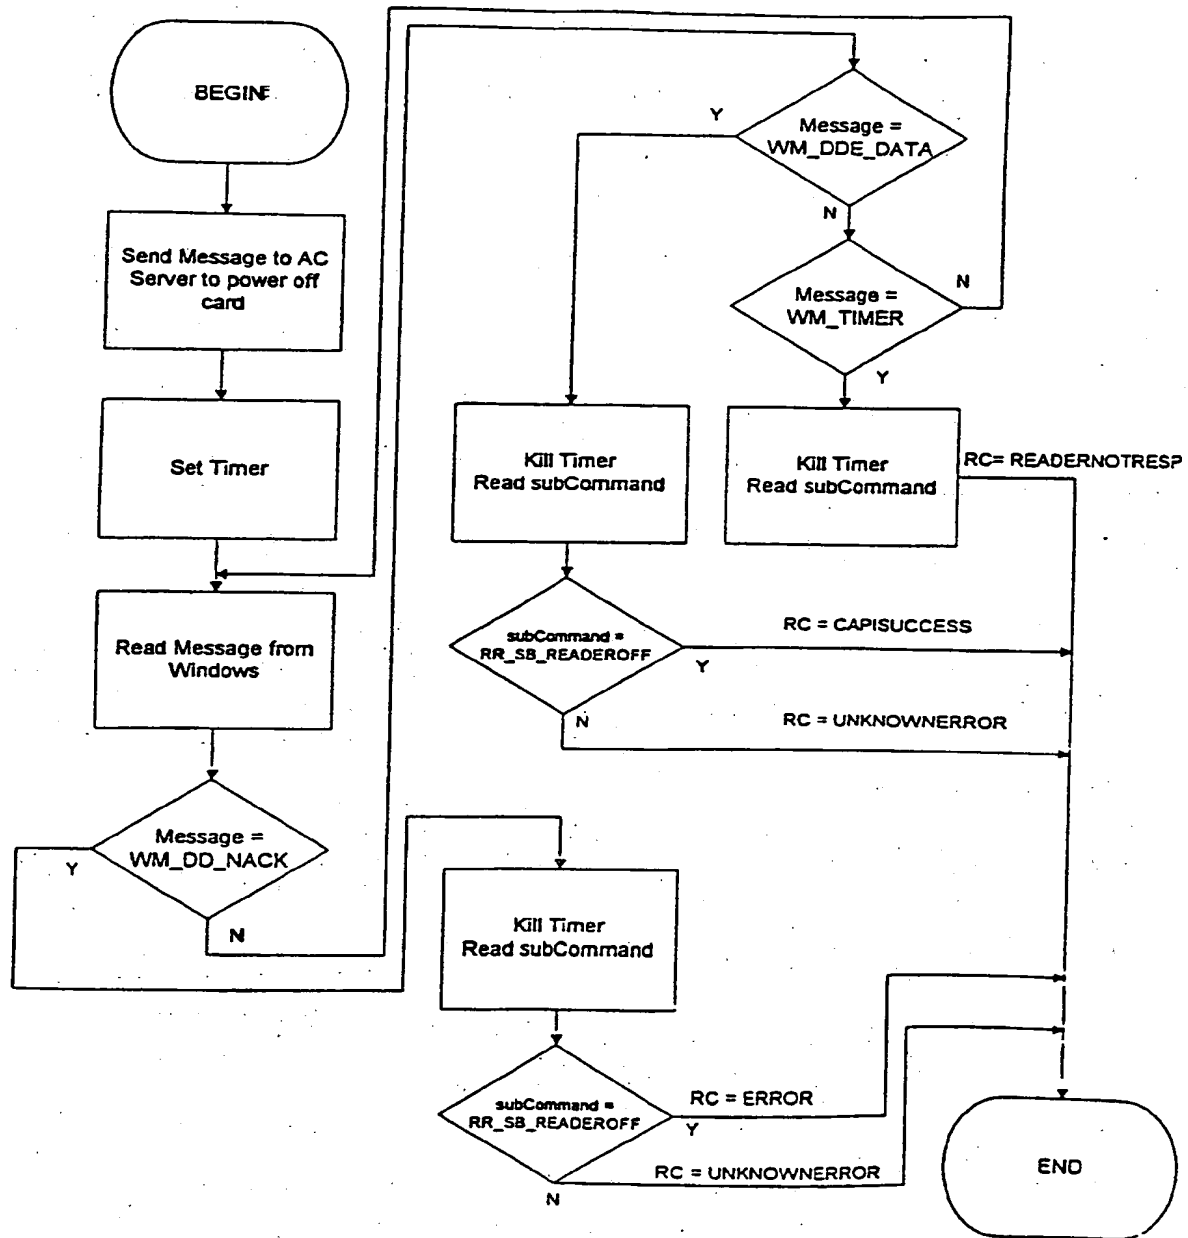 BEGIN
Send Message to AC
Server to power off
card
Set Timer
Read Message from
Windows
Message =
WM_DD_NACK
Y
N
Message =
WM_DDE_DATA
Y
N
Message =
WM_TIMER
N
Y
Kill Timer
Read subCommand
Kill Timer
Read subCommand
RC= READERNOTRESP
subCommand =
RR_SB_READEROFF
RC = CAPISUCCESS
Y
N
RC = UNKNOWNERROR
Kill Timer
Read subCommand
subCommand =
RR_SB_READEROFF
RC = ERROR
Y
RC = UNKNOWNERROR
N
END